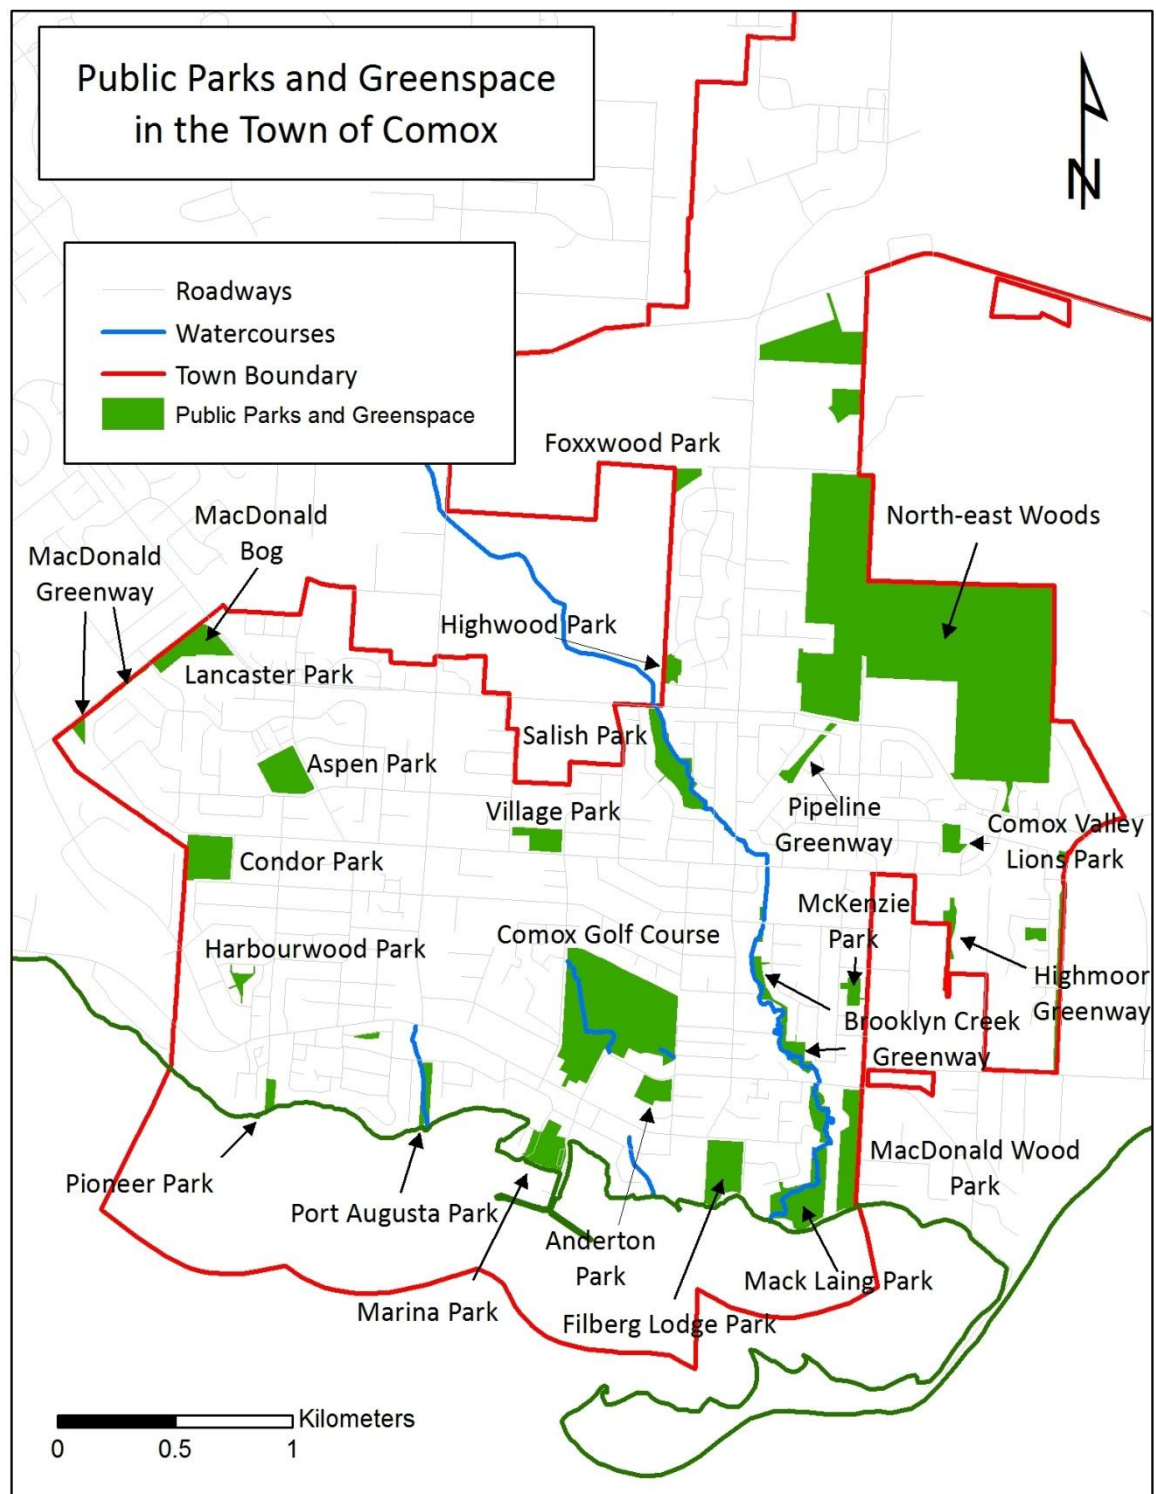 Public Parks and Greenspace
in the Town of Comox
N
Roadways
Watercourses
Town Boundary
Public Parks and Greenspace
Foxxwood Park
MacDonald
Bog
North-east Woods
MacDonald
Greenway
Highwood Park
Lancaster Park
Salish Park
Aspen Park
Village Park
Pipeline
Greenway
Comox Valley
Lions Park
Condor Park
McKenzie
Park
Comox Golf Course
Harbourwood Park
Highmoor
Greenway
Brooklyn Creek
Greenway
MacDonald Wood
Park
Pioneer Park
Port Augusta Park
Anderton
Park
Mack Laing Park
Marina Park
Filberg Lodge Park
Kilometers
0 0.5 1